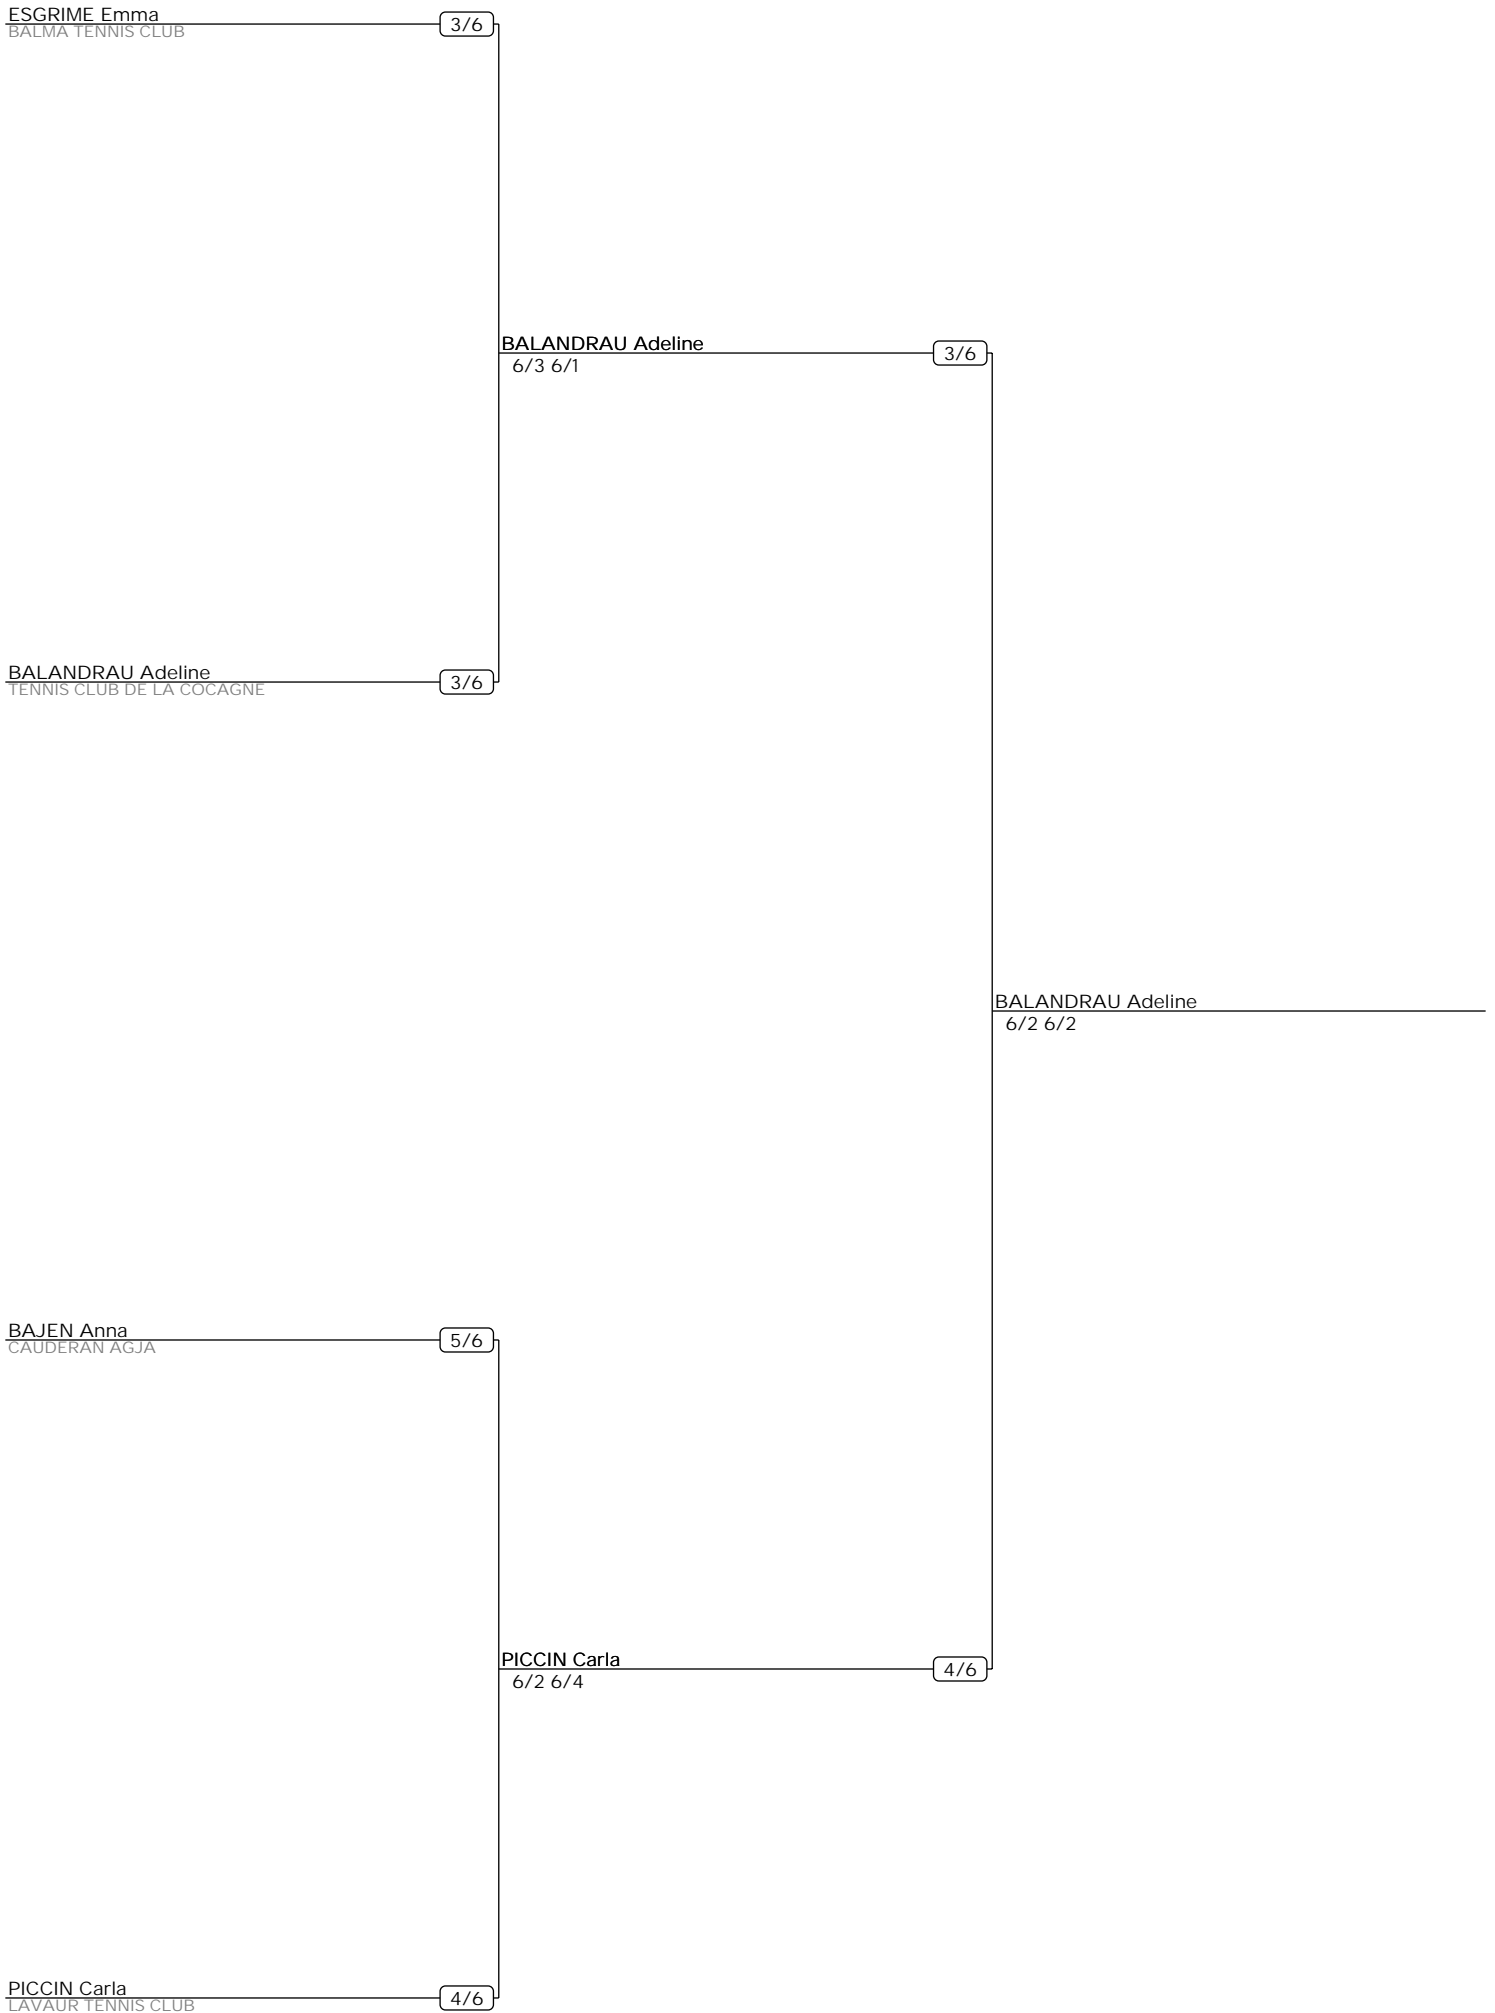 ESGRIME Emma
3/6
BALMA TENNIS CLUB
BALANDRAU Adeline
3/6
6/3 6/1
BALANDRAU Adeline
3/6
TENNIS CLUB DE LA COCAGNE
BALANDRAU Adeline
6/2 6/2
BAJEN Anna
5/6
CAUDERAN AGJA
PICCIN Carla
4/6
6/2 6/4
PICCIN Carla
4/6
LAVAUR TENNIS CLUB